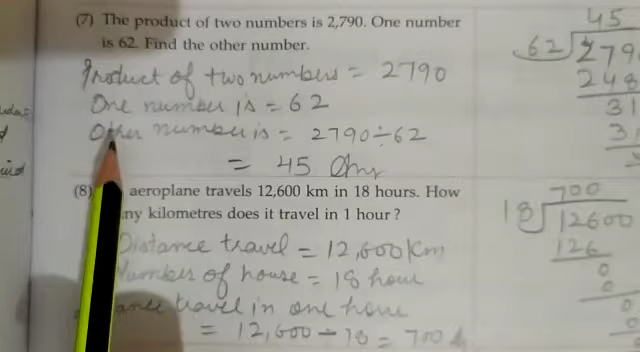 (7) The product of two numbers is 2,790. One number
is 62. Find the other number.
Product of two numbers = 2790
One number is = 62
Other number is = 2790÷62
= 45 Ans
45
62 279
248
31
31
(8) aeroplane travels 12,600 km in 18 hours. How
ny kilometres does it travel in 1 hour ?
Distance travel = 12,600 Km
Number of house = 18 hour
ance travel in one houre
= 12,600 ÷ 18 = 700
700
18 12600
126
0
0
0
0